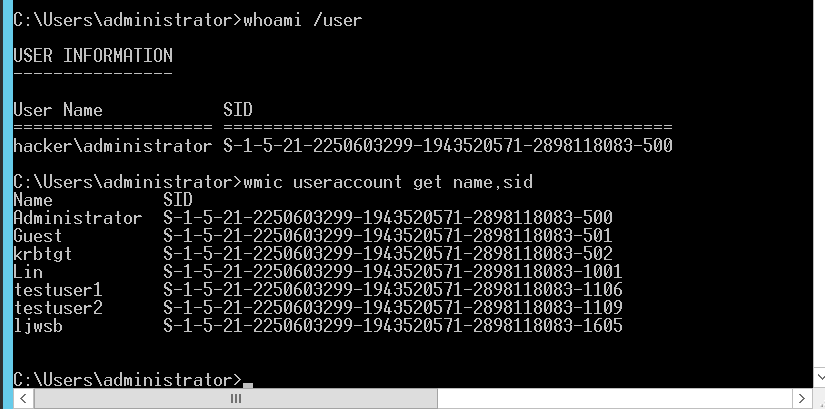 C:\Users\administrator>whoami /user
USER INFORMATION
----------------
User Name              SID
==================== =============================================
hacker\administrator S-1-5-21-2250603299-1943520571-2898118083-500
C:\Users\administrator>wmic useraccount get name,sid
Name           SID
Administrator  S-1-5-21-2250603299-1943520571-2898118083-500
Guest          S-1-5-21-2250603299-1943520571-2898118083-501
krbtgt         S-1-5-21-2250603299-1943520571-2898118083-502
Lin            S-1-5-21-2250603299-1943520571-2898118083-1001
testuser1      S-1-5-21-2250603299-1943520571-2898118083-1106
testuser2      S-1-5-21-2250603299-1943520571-2898118083-1109
ljwsb          S-1-5-21-2250603299-1943520571-2898118083-1605
C:\Users\administrator>_